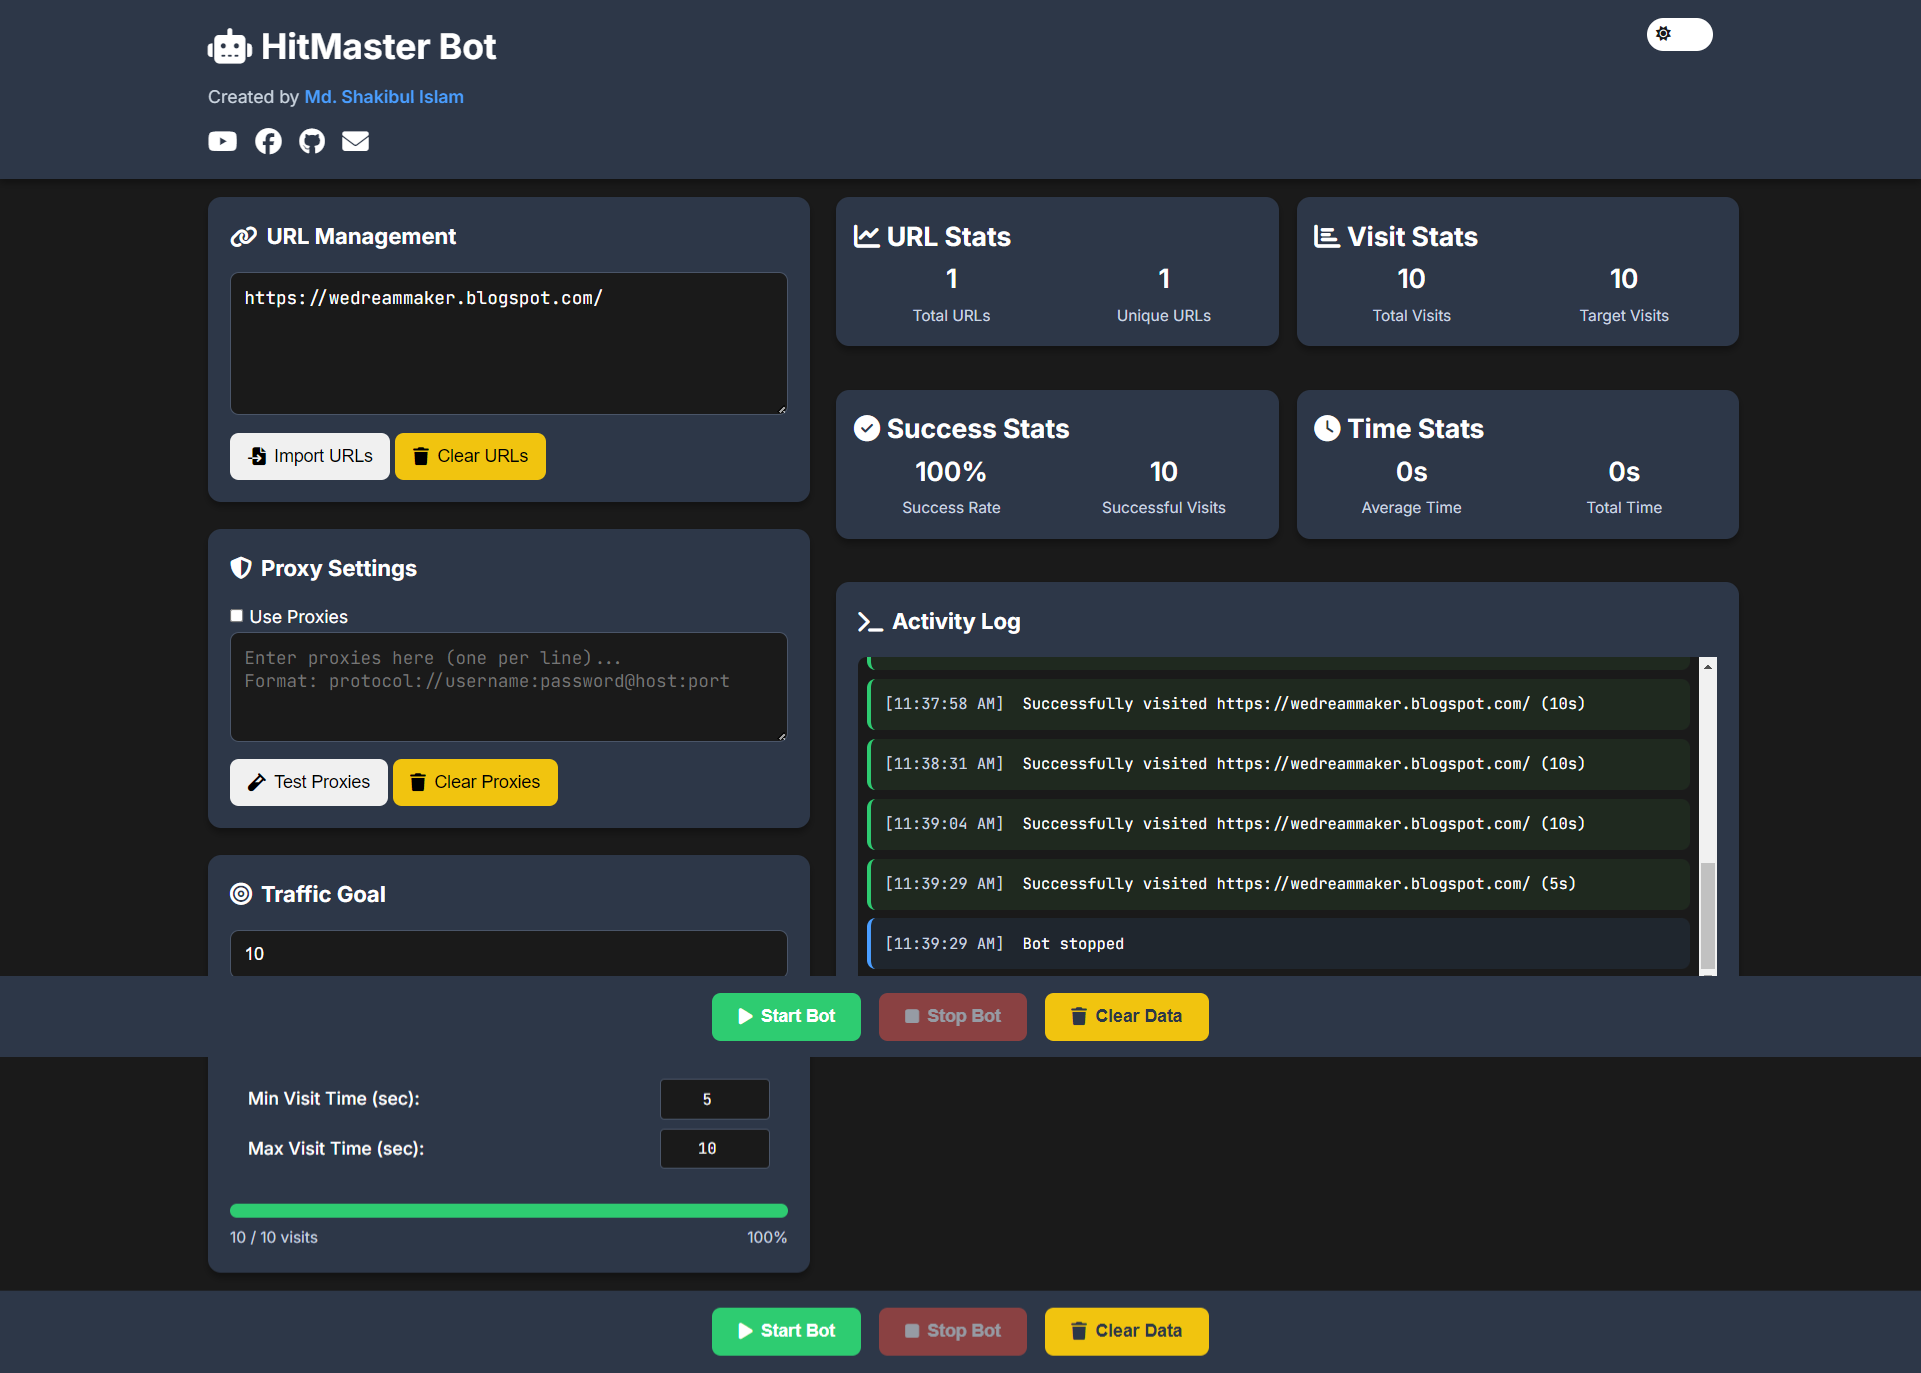 HitMaster Bot
Created by Md. Shakibul Islam
URL Management
https://wedreammaker.blogspot.com/
Import URLs
Clear URLs
Proxy Settings
Use Proxies
Enter proxies here (one per line)...
Format: protocol://username:password@host:port
Test Proxies
Clear Proxies
Traffic Goal
10
URL Stats
1
Total URLs
1
Unique URLs
Visit Stats
10
Total Visits
10
Target Visits
Success Stats
100%
Success Rate
10
Successful Visits
Time Stats
0s
Average Time
0s
Total Time
Activity Log
[11:37:58 AM] Successfully visited https://wedreammaker.blogspot.com/ (10s)
[11:38:31 AM] Successfully visited https://wedreammaker.blogspot.com/ (10s)
[11:39:04 AM] Successfully visited https://wedreammaker.blogspot.com/ (10s)
[11:39:29 AM] Successfully visited https://wedreammaker.blogspot.com/ (5s)
[11:39:29 AM] Bot stopped
Start Bot
Stop Bot
Clear Data
Min Visit Time (sec): 5
Max Visit Time (sec): 10
10 / 10 visits 100%
Start Bot
Stop Bot
Clear Data